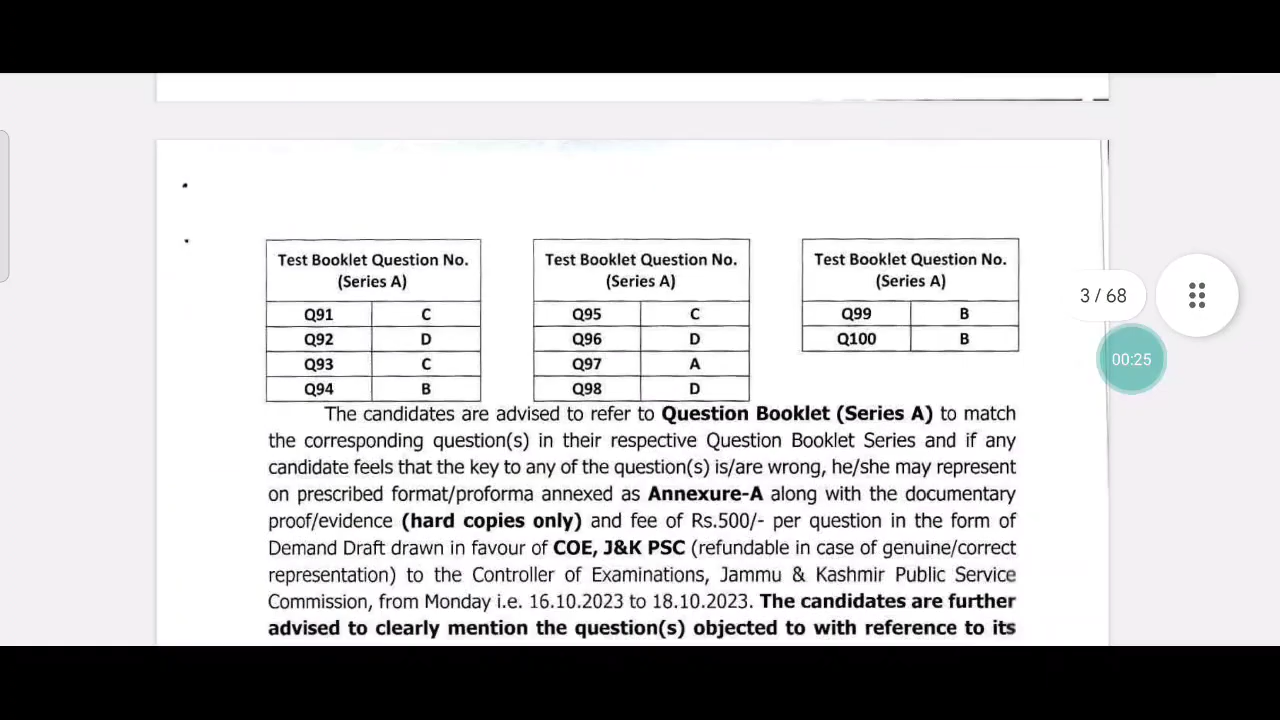 Test Booklet Question No.
(Series A)
Q91 C
Q92 D
Q93 C
Q94 B
Test Booklet Question No.
(Series A)
Q95 C
Q96 D
Q97 A
Q98 D
Test Booklet Question No.
(Series A)
Q99 B
Q100 B
3 / 68
00:25
The candidates are advised to refer to Question Booklet (Series A) to match
the corresponding question(s) in their respective Question Booklet Series and if any
candidate feels that the key to any of the question(s) is/are wrong, he/she may represent
on prescribed format/proforma annexed as Annexure-A along with the documentary
proof/evidence (hard copies only) and fee of Rs.500/- per question in the form of
Demand Draft drawn in favour of COE, J&K PSC (refundable in case of genuine/correct
representation) to the Controller of Examinations, Jammu & Kashmir Public Service
Commission, from Monday i.e. 16.10.2023 to 18.10.2023. The candidates are further
advised to clearly mention the question(s) objected to with reference to its